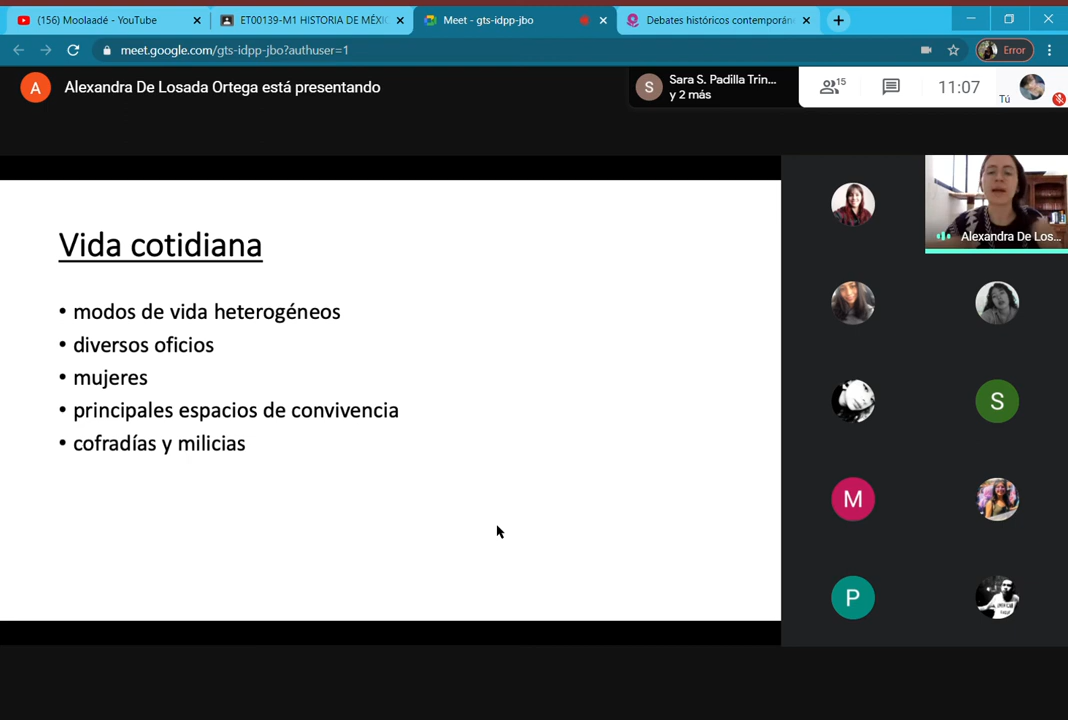 (156) Moolaadé - YouTube
ET00139-M1 HISTORIA DE MÉXIC
Meet - gts-idpp-jbo
Debates históricos contemporán
meet.google.com/gts-idpp-jbo?authuser=1
Error
A
Alexandra De Losada Ortega está presentando
S
Sara S. Padilla Trin...
y 2 más
15
11:07
Tú
Vida cotidiana
• modos de vida heterogéneos
• diversos oficios
• mujeres
• principales espacios de convivencia
• cofradías y milicias
Alexandra De Los...
S
M
P